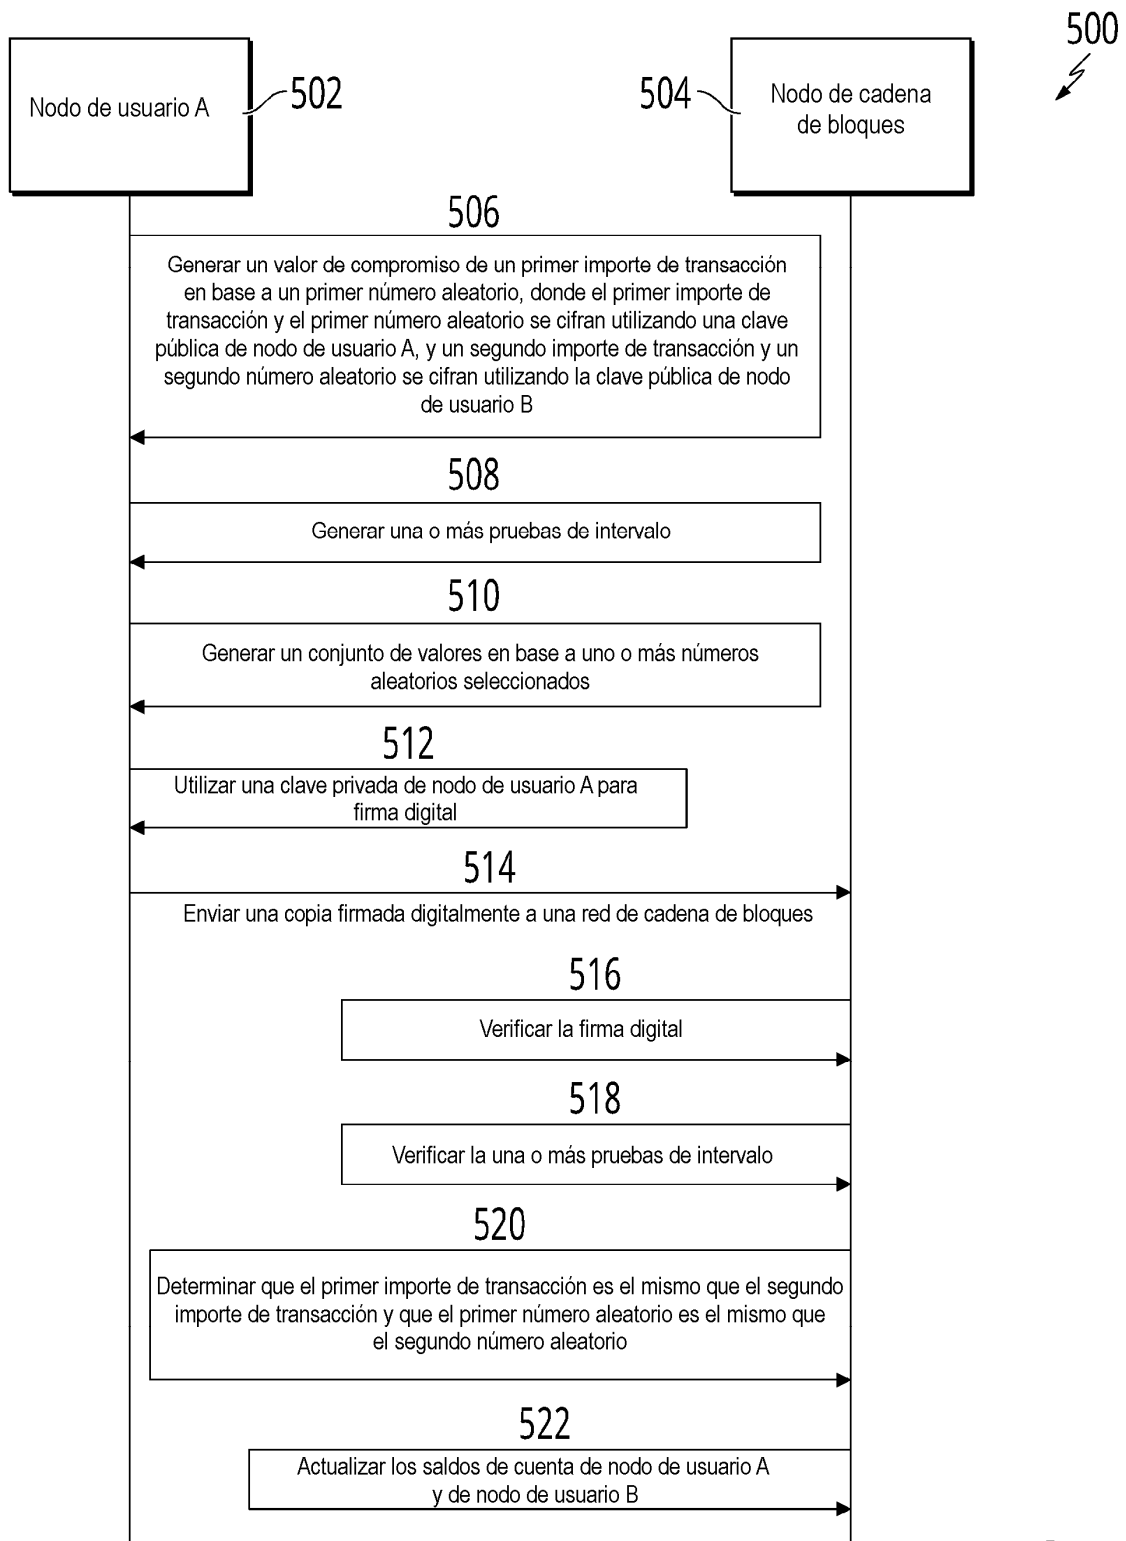 500
Nodo de usuario A
502
504
Nodo de cadena
de bloques
506
Generar un valor de compromiso de un primer importe de transacción
en base a un primer número aleatorio, donde el primer importe de
transacción y el primer número aleatorio se cifran utilizando una clave
pública de nodo de usuario A, y un segundo importe de transacción y un
segundo número aleatorio se cifran utilizando la clave pública de nodo
de usuario B
508
Generar una o más pruebas de intervalo
510
Generar un conjunto de valores en base a uno o más números
aleatorios seleccionados
512
Utilizar una clave privada de nodo de usuario A para
firma digital
514
Enviar una copia firmada digitalmente a una red de cadena de bloques
516
Verificar la firma digital
518
Verificar la una o más pruebas de intervalo
520
Determinar que el primer importe de transacción es el mismo que el segundo
importe de transacción y que el primer número aleatorio es el mismo que
el segundo número aleatorio
522
Actualizar los saldos de cuenta de nodo de usuario A
y de nodo de usuario B